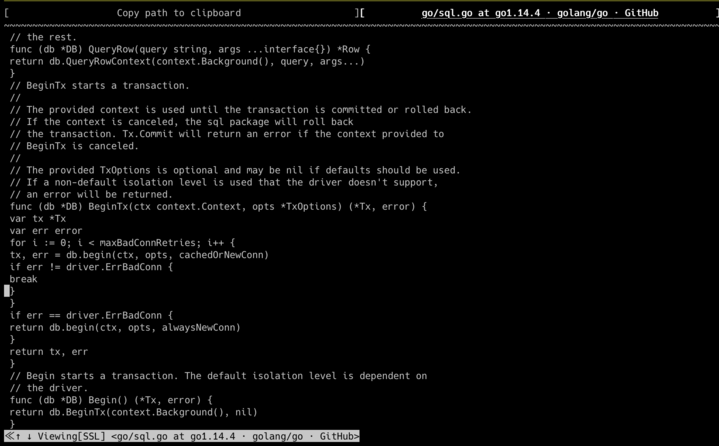 [ Copy path to clipboard ][ go/sql.go at go1.14.4 · golang/go · GitHub ]
// the rest.
func (db *DB) QueryRow(query string, args ...interface{}) *Row {
return db.QueryRowContext(context.Background(), query, args...)
}
// BeginTx starts a transaction.
//
// The provided context is used until the transaction is committed or rolled back.
// If the context is canceled, the sql package will roll back
// the transaction. Tx.Commit will return an error if the context provided to
// BeginTx is canceled.
//
// The provided TxOptions is optional and may be nil if defaults should be used.
// If a non-default isolation level is used that the driver doesn't support,
// an error will be returned.
func (db *DB) BeginTx(ctx context.Context, opts *TxOptions) (*Tx, error) {
var tx *Tx
var err error
for i := 0; i < maxBadConnRetries; i++ {
tx, err = db.begin(ctx, opts, cachedOrNewConn)
if err != driver.ErrBadConn {
break
}
}
if err == driver.ErrBadConn {
return db.begin(ctx, opts, alwaysNewConn)
}
return tx, err
}
// Begin starts a transaction. The default isolation level is dependent on
// the driver.
func (db *DB) Begin() (*Tx, error) {
return db.BeginTx(context.Background(), nil)
}
≪↑ ↓ Viewing[SSL] <go/sql.go at go1.14.4 · golang/go · GitHub>